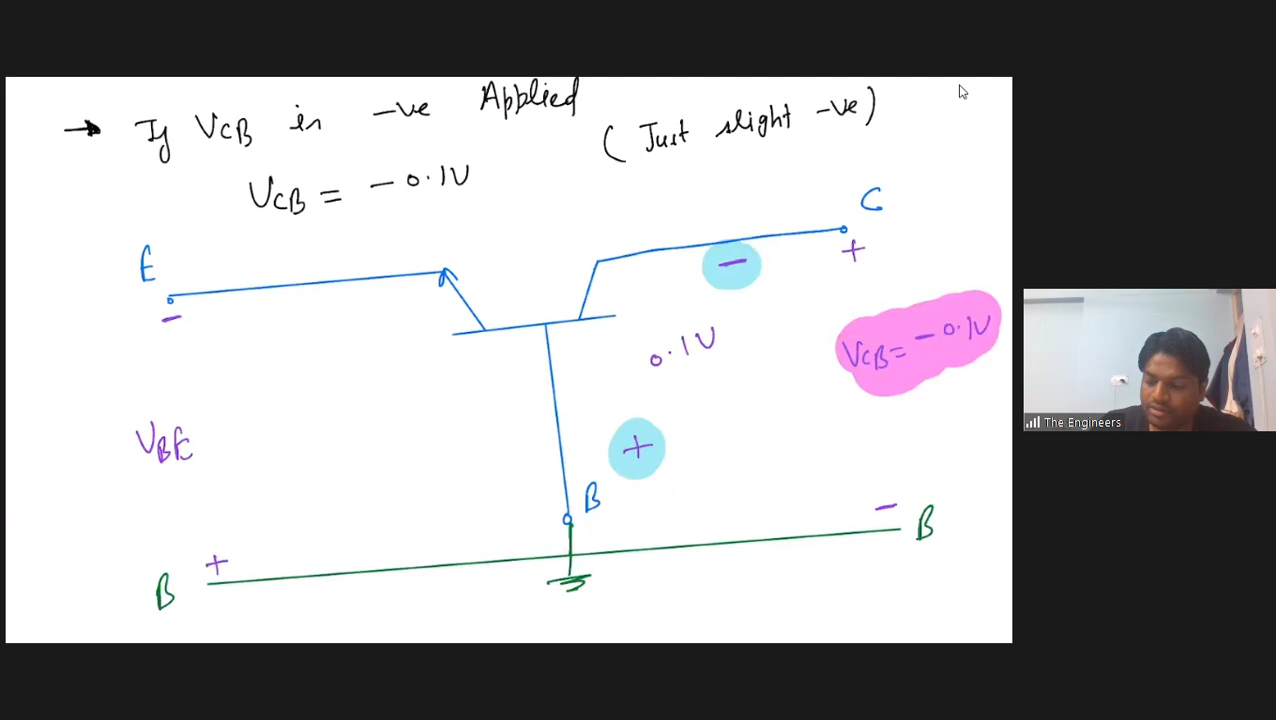 → If VCB is -ve Applied (Just slight -ve)
VCB = - 0.1V
E
C
-
+
-
0.1V
VCB = - 0.1V
VBE
+
B
-
B
+
B
The Engineers